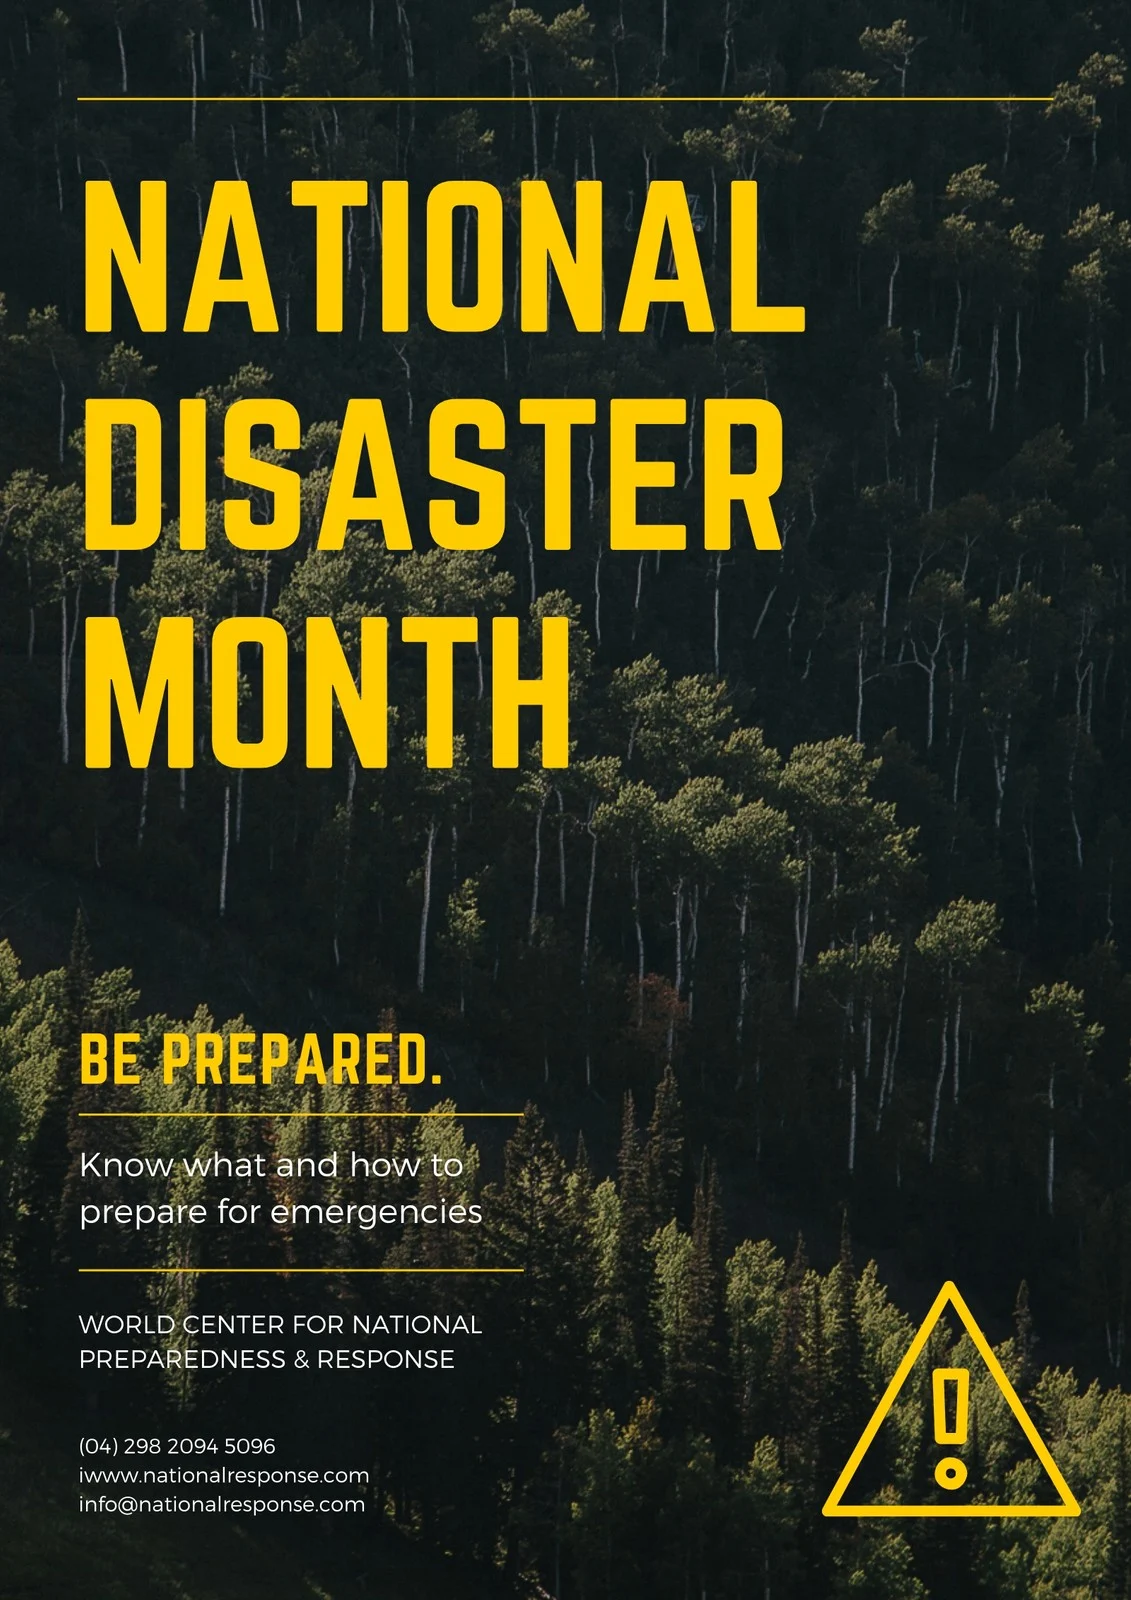 NATIONAL
DISASTER
MONTH
BE PREPARED.
Know what and how to
prepare for emergencies
WORLD CENTER FOR NATIONAL
PREPAREDNESS & RESPONSE
(04) 298 2094 5096
iwww.nationalresponse.com
info@nationalresponse.com